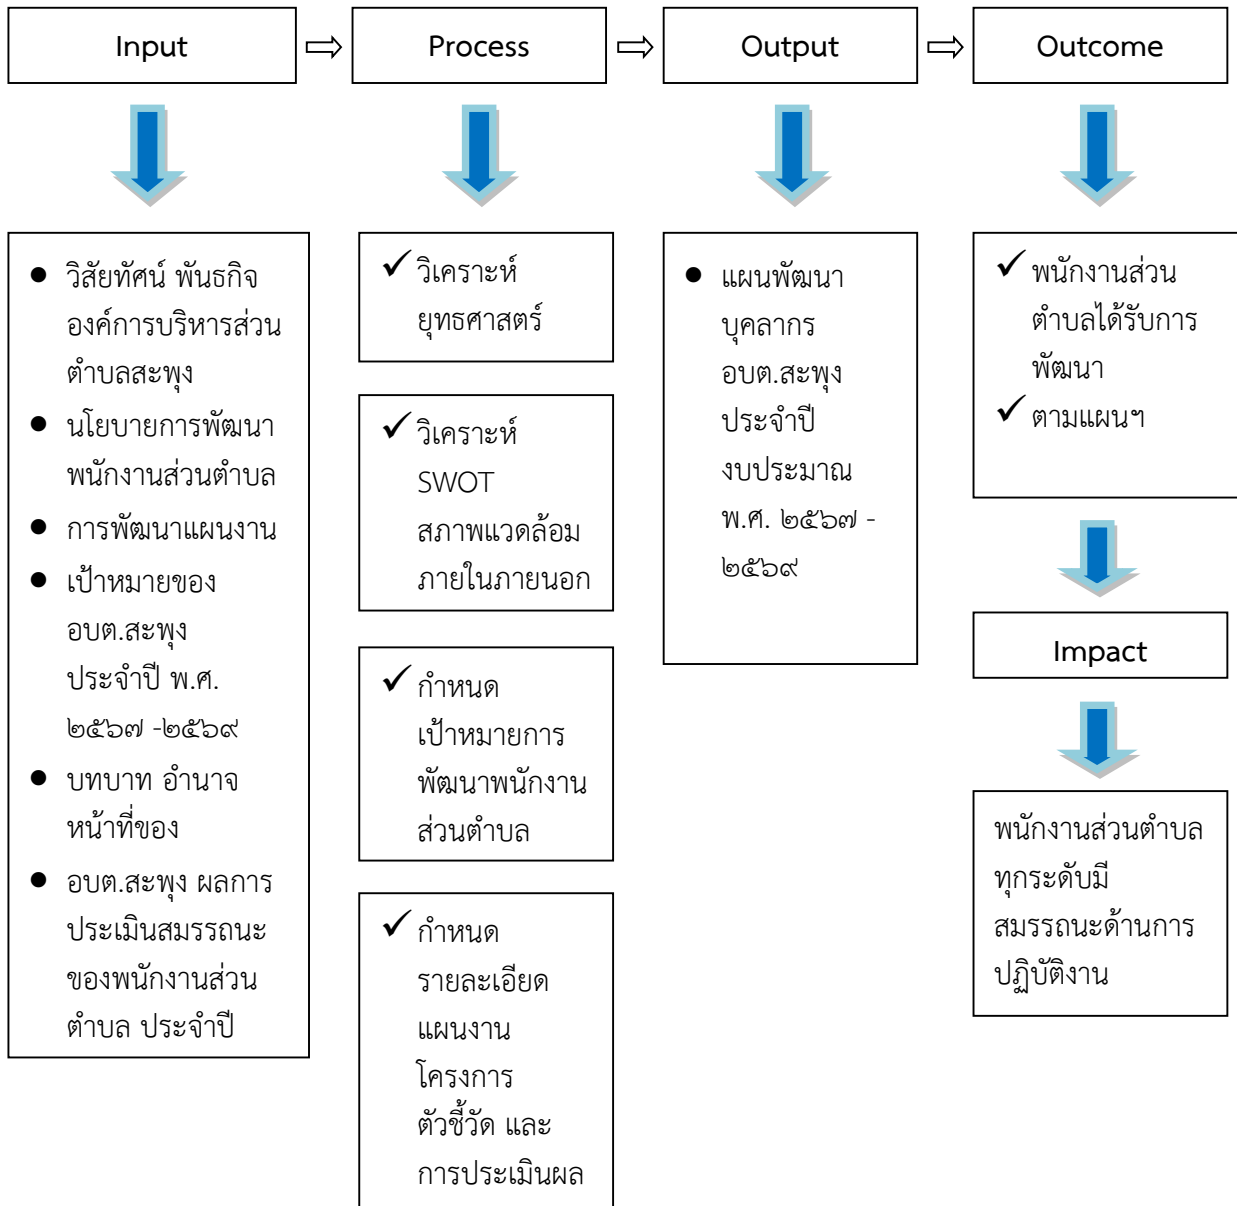 Input
Process
Output
Outcome
● วิสัยทัศน์ พันธกิจ
องค์การบริหารส่วน
ตำบลสะพุง
● นโยบายการพัฒนา
พนักงานส่วนตำบล
● การพัฒนาแผนงาน
● เป้าหมายของ
อบต.สะพุง
ประจำปี พ.ศ.
๒๕๖๗ -๒๕๖๙
● บทบาท อำนาจ
หน้าที่ของ
● อบต.สะพุง ผลการ
ประเมินสมรรถนะ
ของพนักงานส่วน
ตำบล ประจำปี
✓ วิเคราะห์
ยุทธศาสตร์
✓ วิเคราะห์
SWOT
สภาพแวดล้อม
ภายในภายนอก
✓ กำหนด
เป้าหมายการ
พัฒนาพนักงาน
ส่วนตำบล
✓ กำหนด
รายละเอียด
แผนงาน
โครงการ
ตัวชี้วัด และ
การประเมินผล
● แผนพัฒนา
บุคลากร
อบต.สะพุง
ประจำปี
งบประมาณ
พ.ศ. ๒๕๖๗ -
๒๕๖๙
✓ พนักงานส่วน
ตำบลได้รับการ
พัฒนา
✓ ตามแผนฯ
Impact
พนักงานส่วนตำบล
ทุกระดับมี
สมรรถนะด้านการ
ปฏิบัติงาน